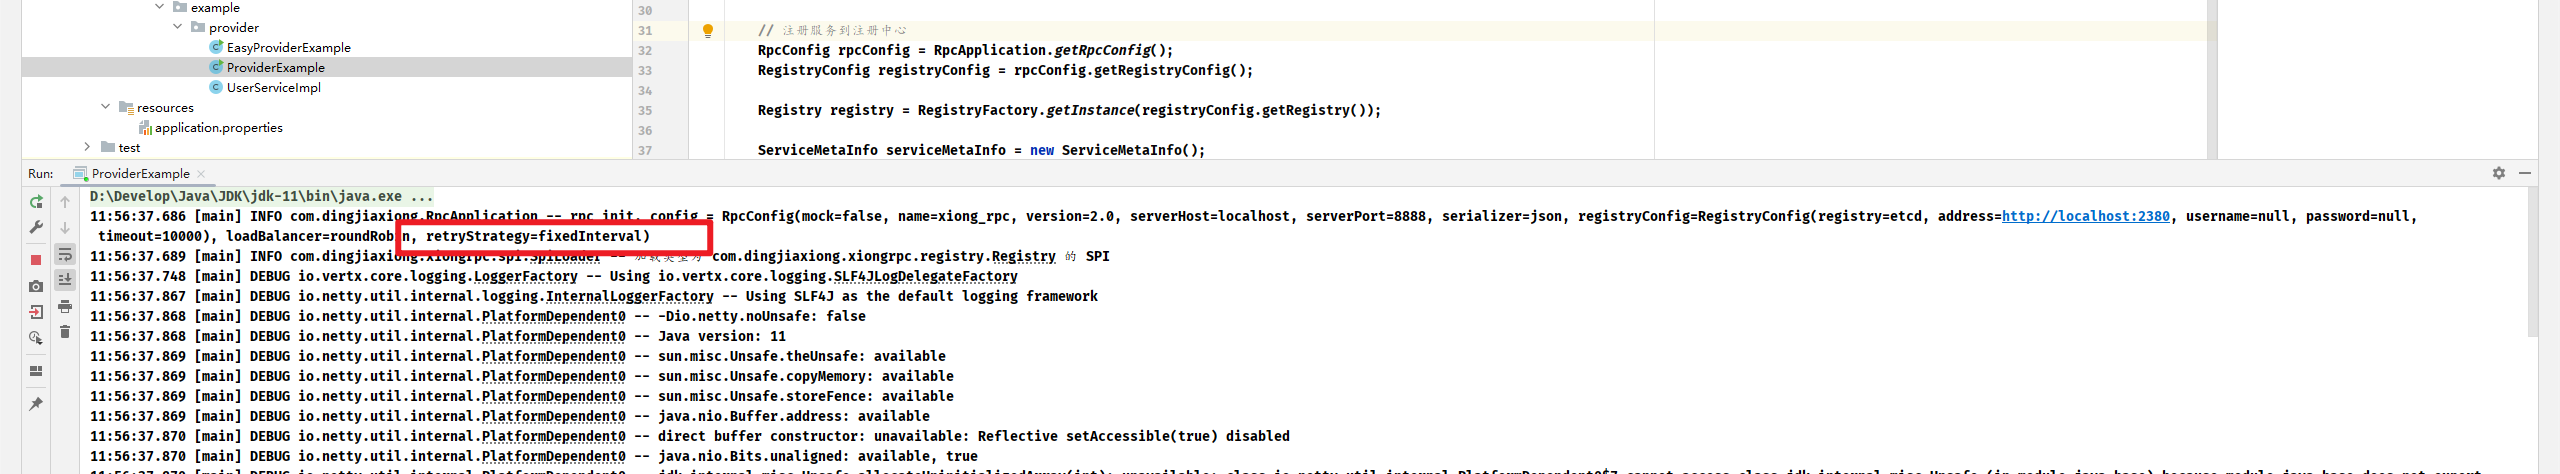 example
provider
EasyProviderExample
ProviderExample
UserServiceImpl
resources
application.properties
test
30
31 // 注册服务到注册中心
32 RpcConfig rpcConfig = RpcApplication.getRpcConfig();
33 RegistryConfig registryConfig = rpcConfig.getRegistryConfig();
34
35 Registry registry = RegistryFactory.getInstance(registryConfig.getRegistry());
36
37 ServiceMetaInfo serviceMetaInfo = new ServiceMetaInfo();
Run: ProviderExample
D:\Develop\Java\JDK\jdk-11\bin\java.exe ...
11:56:37.686 [main] INFO com.dingjiaxiong.RpcApplication -- rpc init, config = RpcConfig(mock=false, name=xiong_rpc, version=2.0, serverHost=localhost, serverPort=8888, serializer=json, registryConfig=RegistryConfig(registry=etcd, address=http://localhost:2380, username=null, password=null,
timeout=10000), loadBalancer=roundRobin, retryStrategy=fixedInterval)
11:56:37.689 [main] INFO com.dingjiaxiong.xiongrpc.spi.SpiLoader -- 加载类型为 com.dingjiaxiong.xiongrpc.registry.Registry 的 SPI
11:56:37.748 [main] DEBUG io.vertx.core.logging.LoggerFactory -- Using io.vertx.core.logging.SLF4JLogDelegateFactory
11:56:37.867 [main] DEBUG io.netty.util.internal.logging.InternalLoggerFactory -- Using SLF4J as the default logging framework
11:56:37.868 [main] DEBUG io.netty.util.internal.PlatformDependent0 -- -Dio.netty.noUnsafe: false
11:56:37.868 [main] DEBUG io.netty.util.internal.PlatformDependent0 -- Java version: 11
11:56:37.869 [main] DEBUG io.netty.util.internal.PlatformDependent0 -- sun.misc.Unsafe.theUnsafe: available
11:56:37.869 [main] DEBUG io.netty.util.internal.PlatformDependent0 -- sun.misc.Unsafe.copyMemory: available
11:56:37.869 [main] DEBUG io.netty.util.internal.PlatformDependent0 -- sun.misc.Unsafe.storeFence: available
11:56:37.869 [main] DEBUG io.netty.util.internal.PlatformDependent0 -- java.nio.Buffer.address: available
11:56:37.870 [main] DEBUG io.netty.util.internal.PlatformDependent0 -- direct buffer constructor: unavailable: Reflective setAccessible(true) disabled
11:56:37.870 [main] DEBUG io.netty.util.internal.PlatformDependent0 -- java.nio.Bits.unaligned: available, true